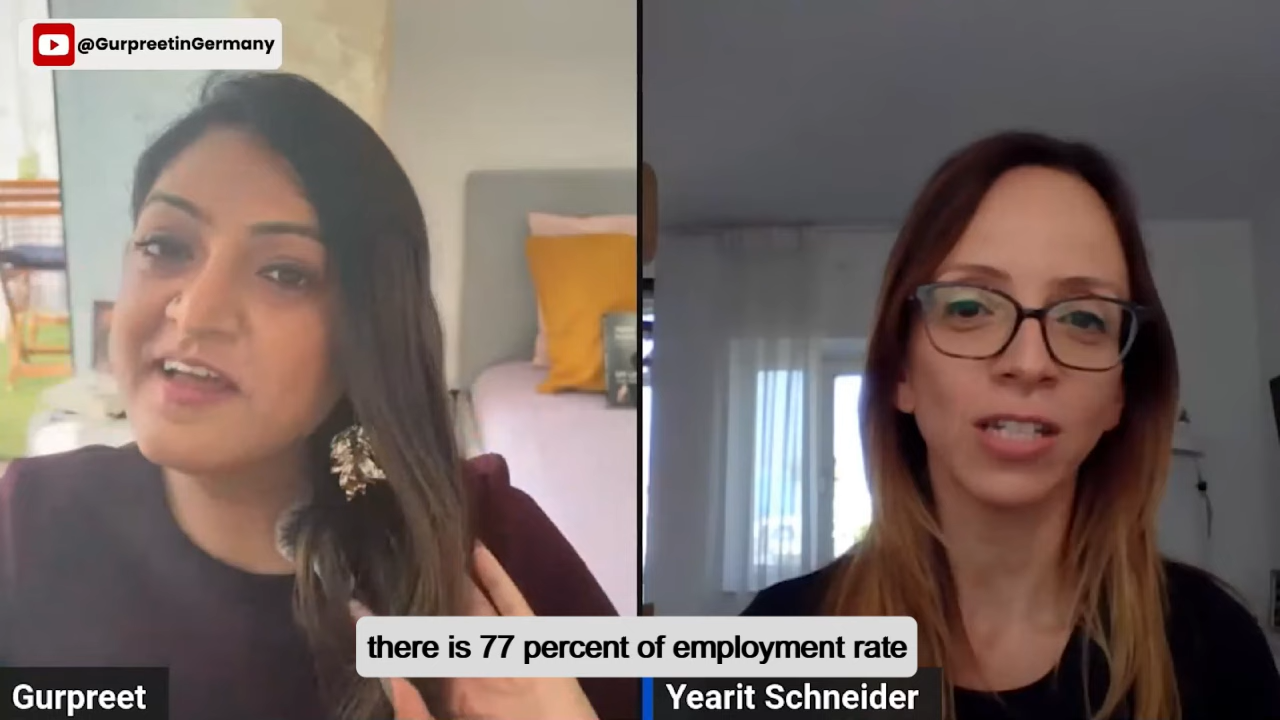 @GurpreetinGermany
there is 77 percent of employment rate
Gurpreet
Yearit Schneider